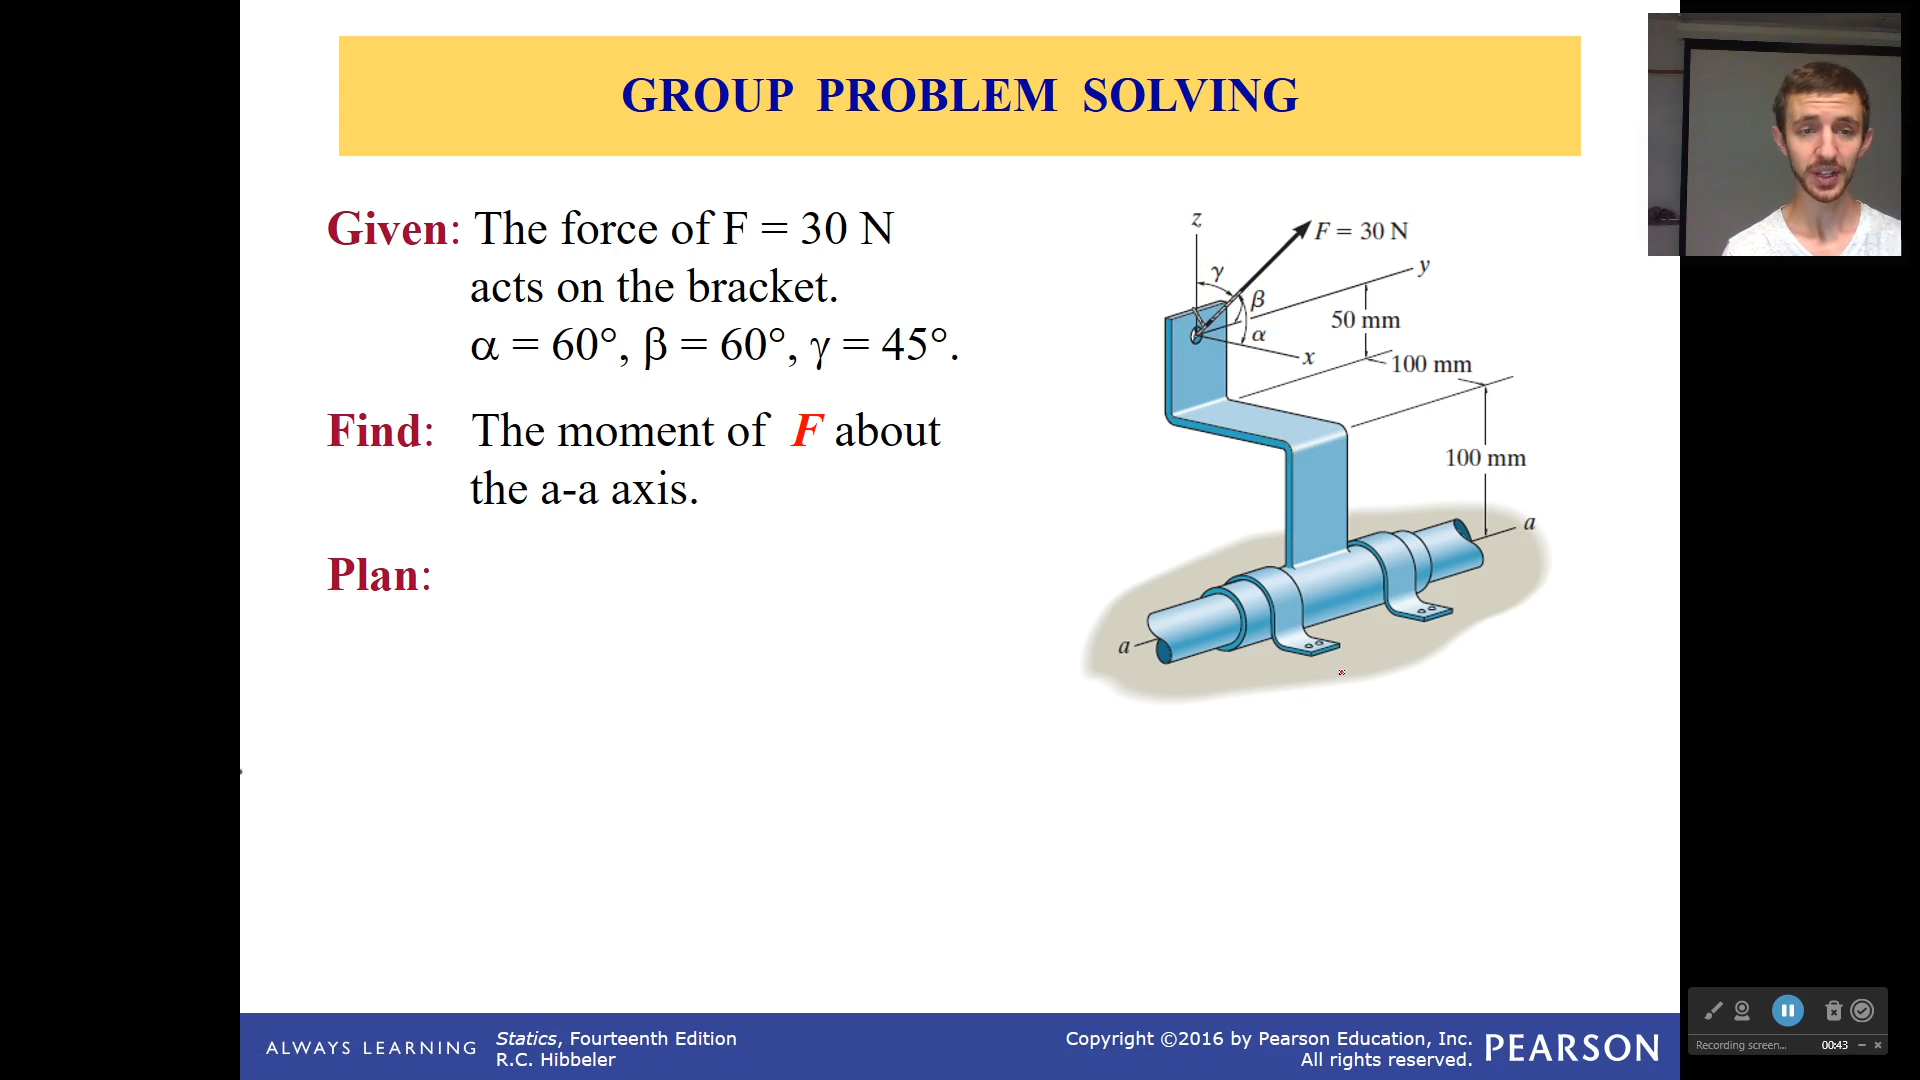 GROUP PROBLEM SOLVING
Given: The force of F = 30 N
acts on the bracket.
α = 60°, β = 60°, γ = 45°.
Find: The moment of F about
the a-a axis.
Plan:
z
F = 30 N
y
γ
β
α
x
50 mm
100 mm
100 mm
a
a
ALWAYS LEARNING
Statics, Fourteenth Edition
R.C. Hibbeler
Copyright ©2016 by Pearson Education, Inc.
All rights reserved.
PEARSON
Recording screen... 00:43